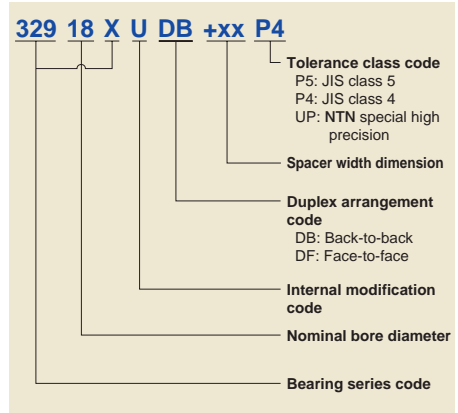 329 18 X U DB +xx P4
Tolerance class code
P5: JIS class 5
P4: JIS class 4
UP: NTN special high
precision
Spacer width dimension
Duplex arrangement
code
DB: Back-to-back
DF: Face-to-face
Internal modification
code
Nominal bore diameter
Bearing series code